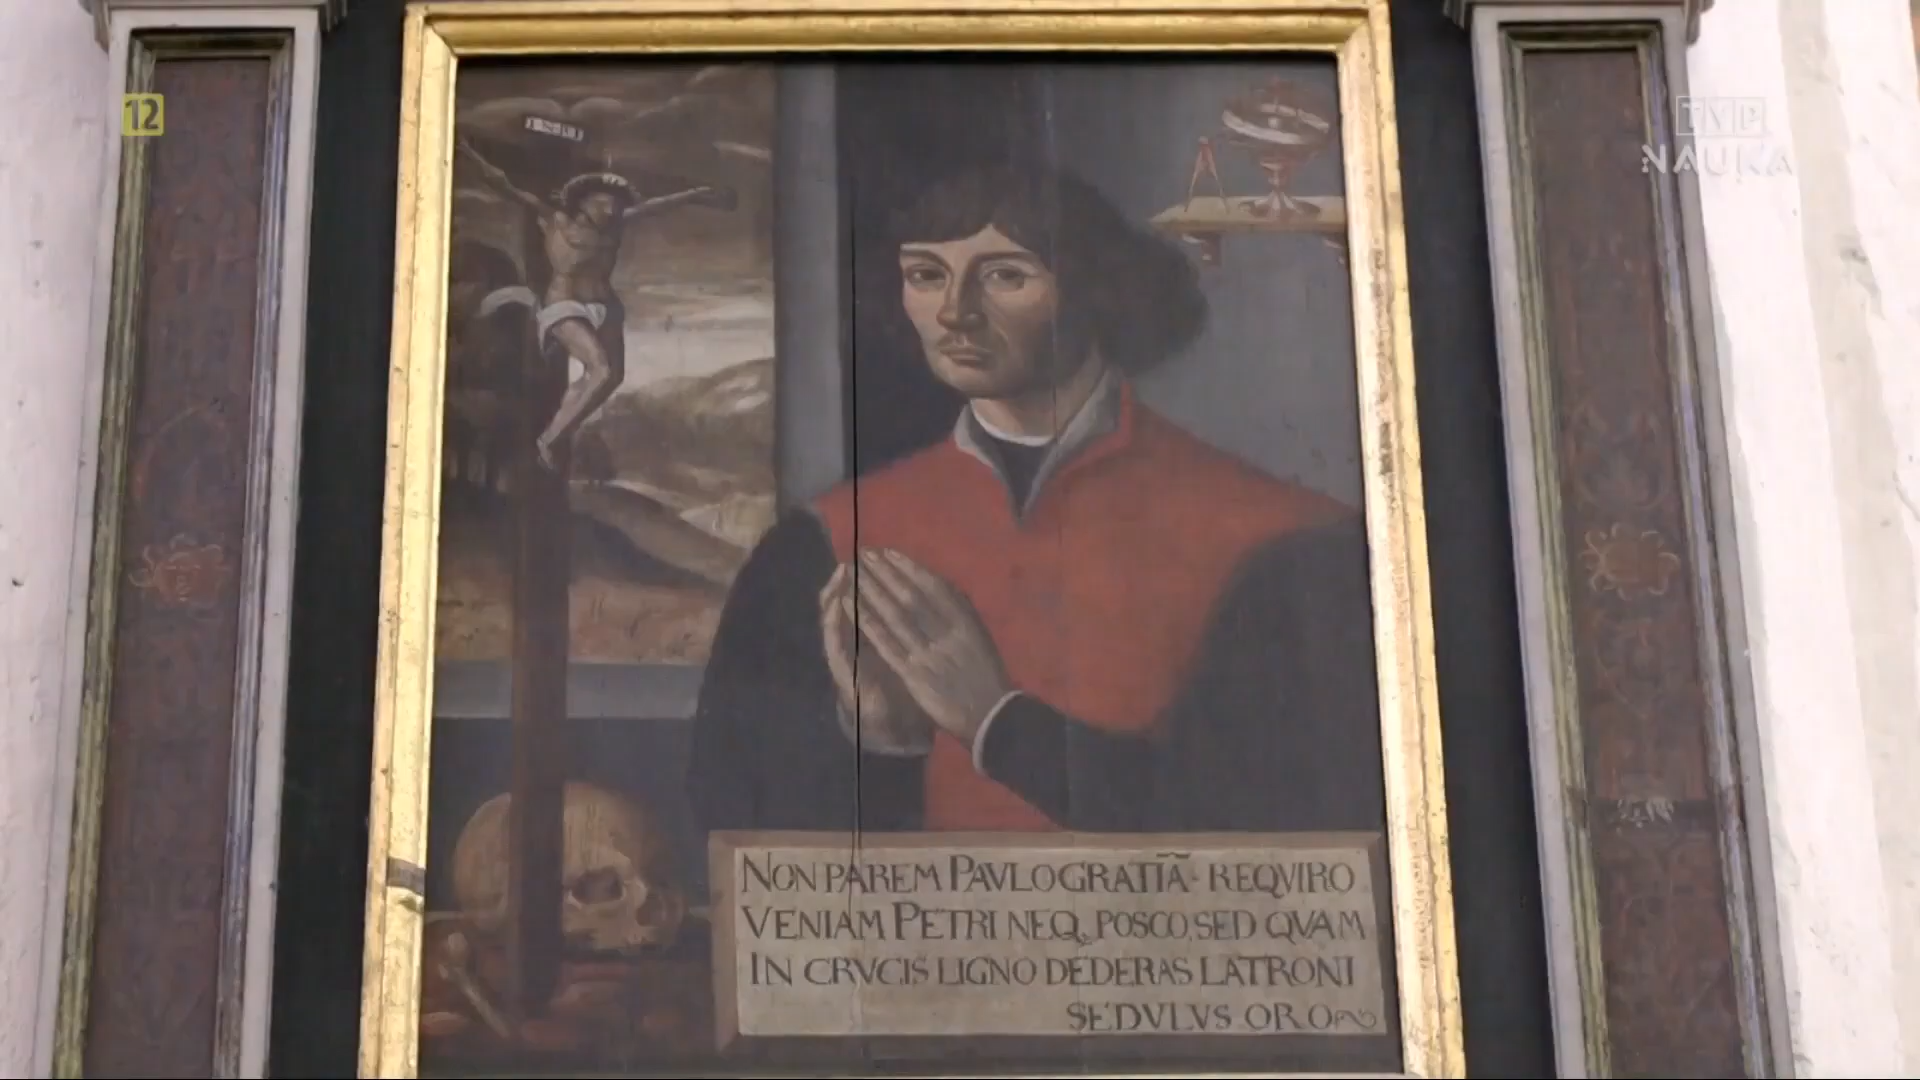 12
TVP
NAUKA
INRI
NON PAREM PAVLO GRATIĀ̄ · REQVIRO
VENIAM PETRI NEQ, POSCO, SED QVAM
IN CRVCIS LIGNO DEDERAS LATRONI
SEDVLVS ORO